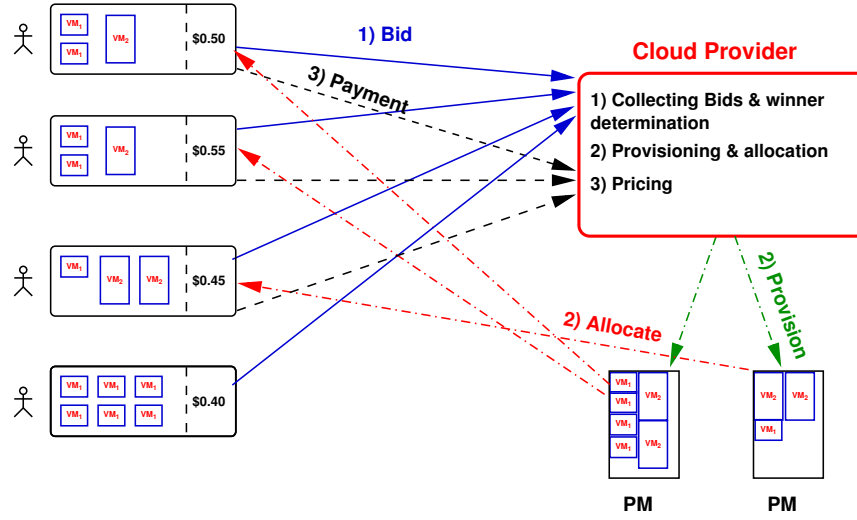 1) Bid
VM1
VM2
$0.50
VM1
Cloud Provider
3) Payment
1) Collecting Bids & winner
determination
2) Provisioning & allocation
3) Pricing
VM1
VM2
$0.55
VM1
VM1
VM2
VM2
$0.45
2) Provision
2) Allocate
VM1
VM1
VM1
$0.40
VM1
VM1
VM1
VM1
VM1
VM2
VM1
VM1
VM2
VM2
VM2
VM1
PM
PM